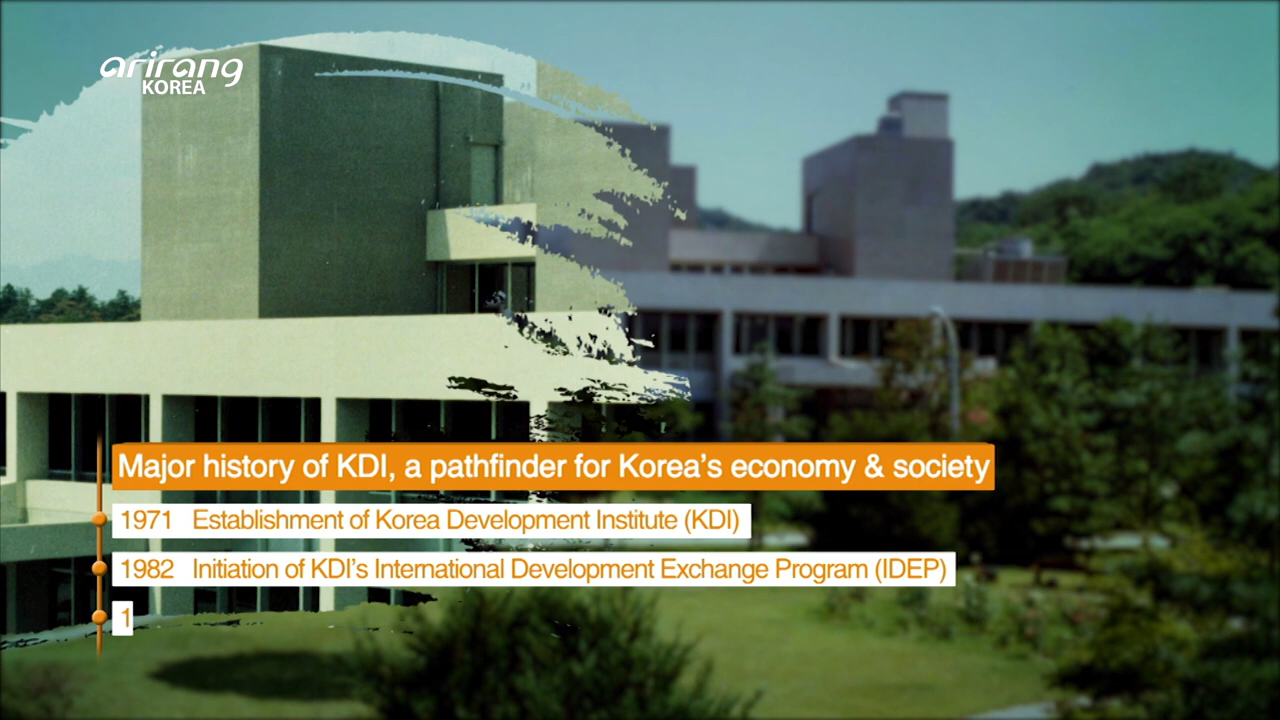 arirang
KOREA
Major history of KDI, a pathfinder for Korea's economy & society
1971 Establishment of Korea Development Institute (KDI)
1982 Initiation of KDI's International Development Exchange Program (IDEP)
1